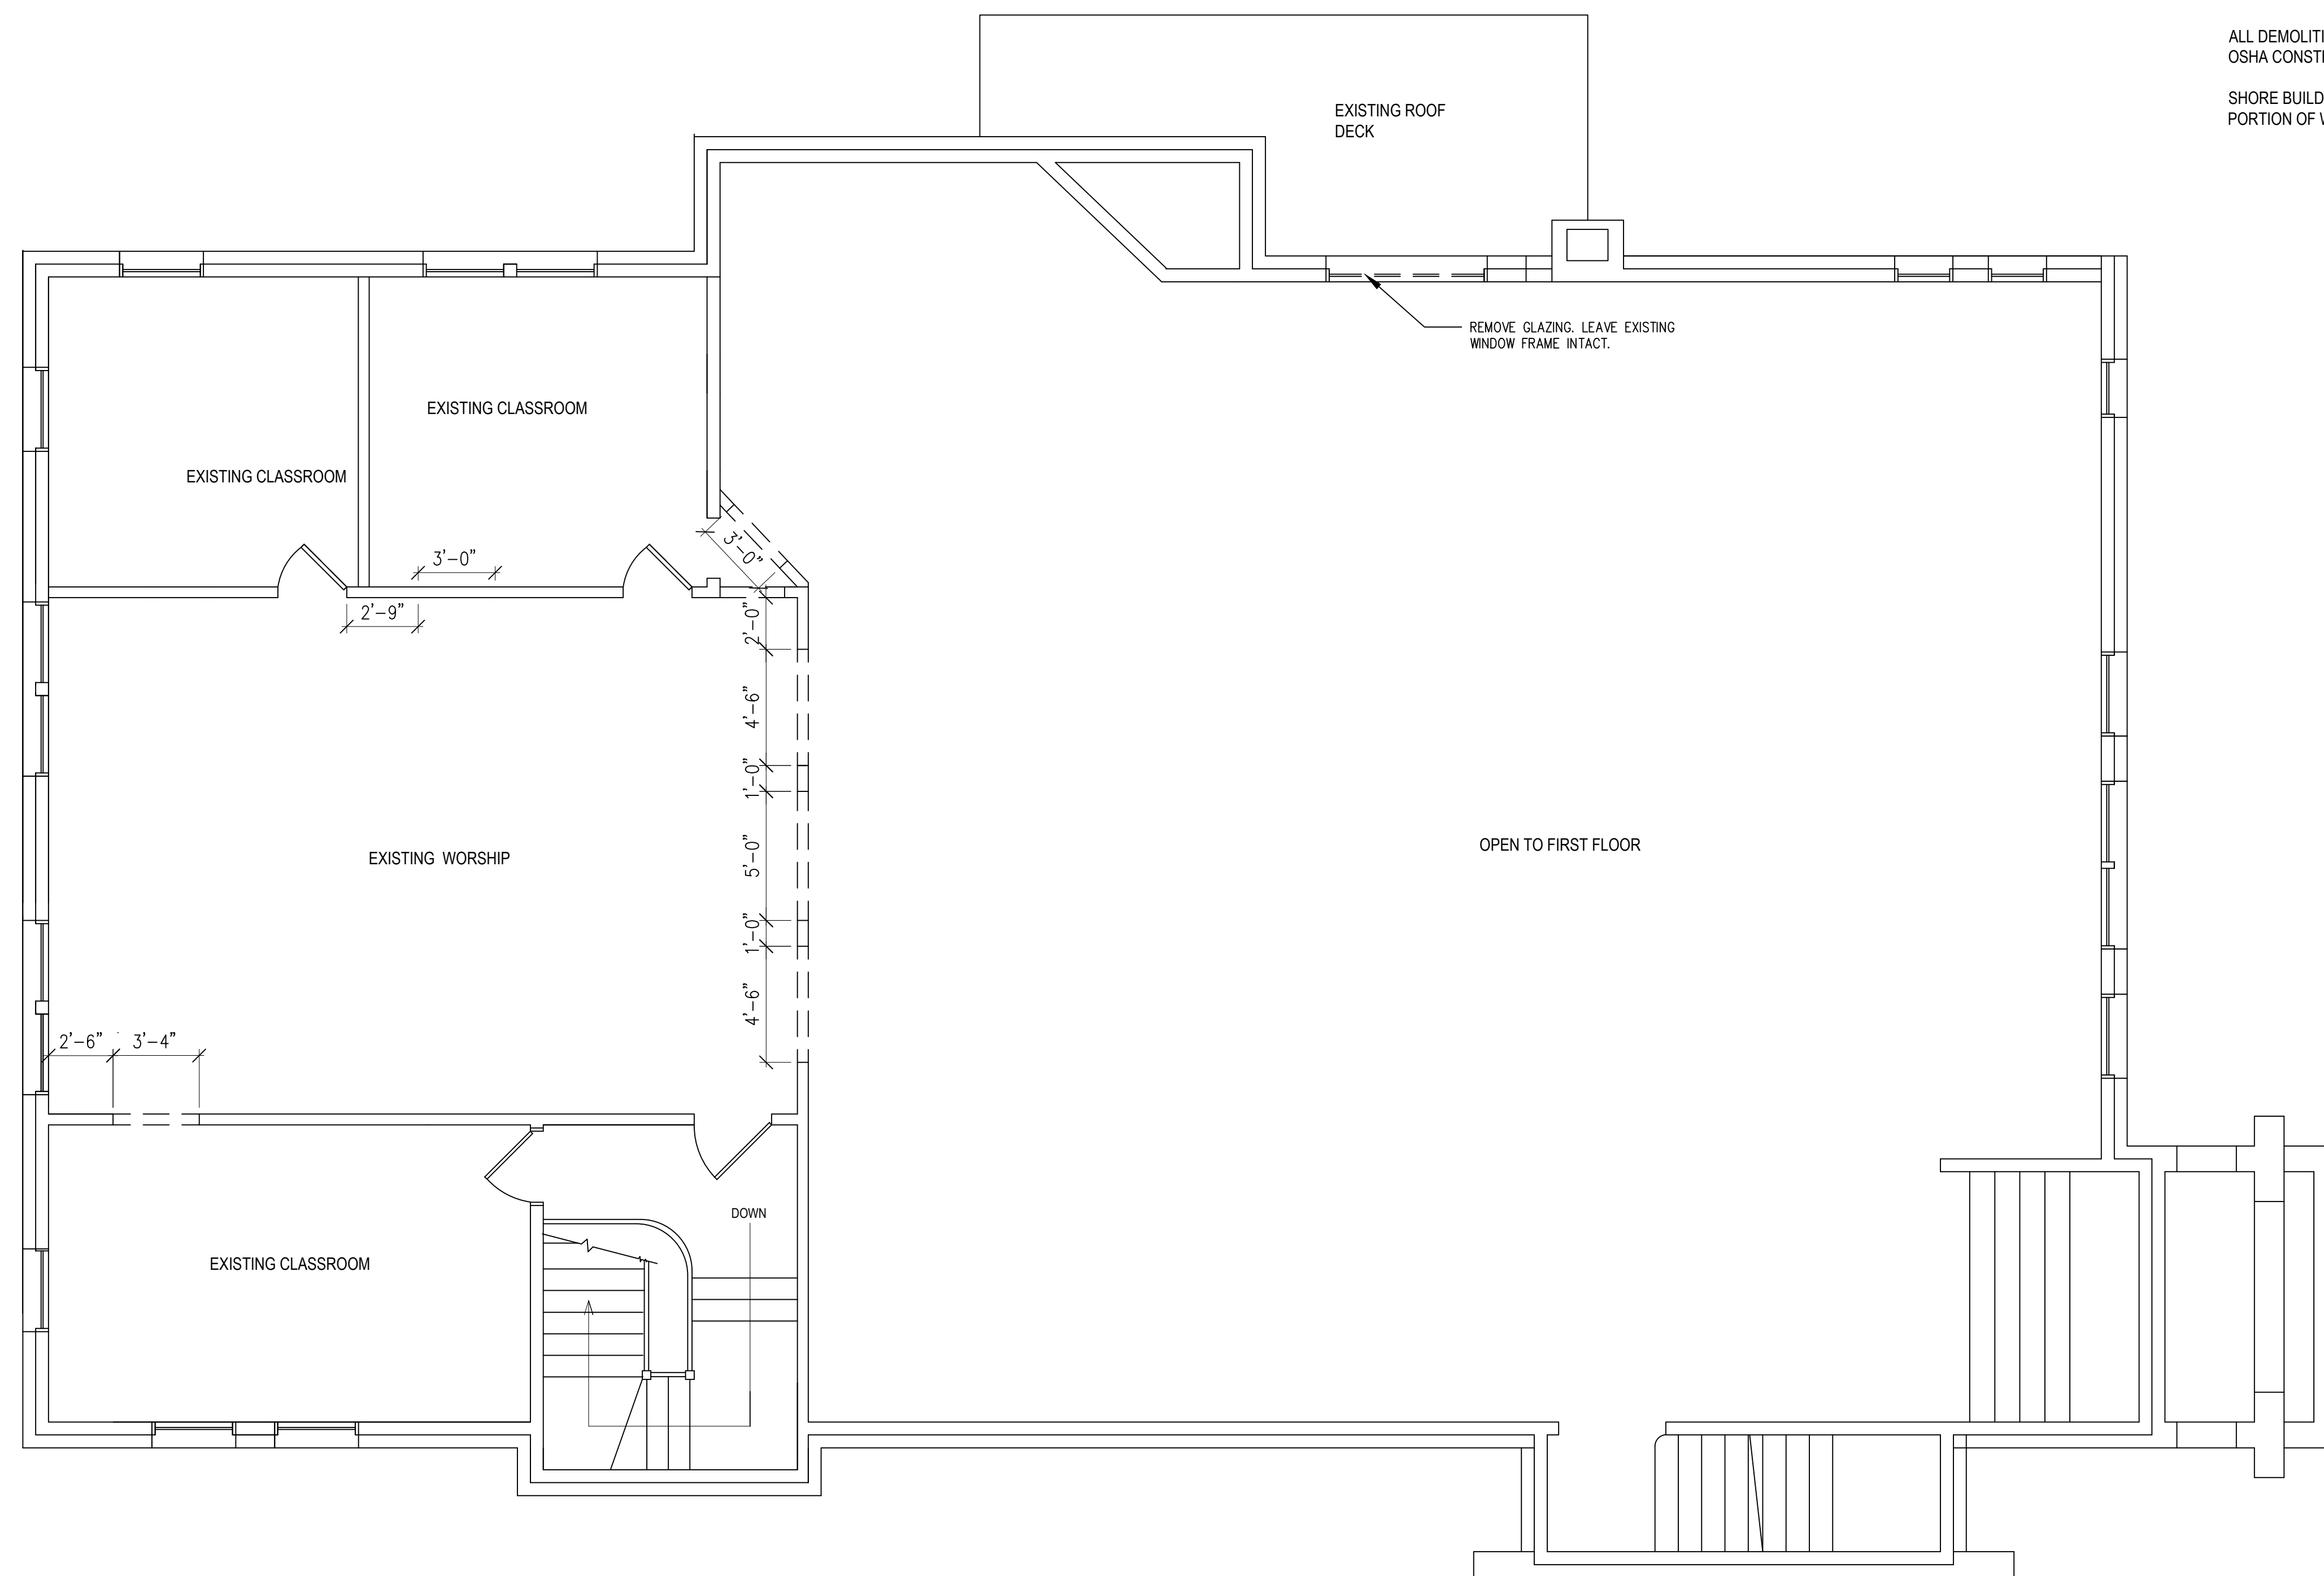 ALL DEMOLITI
OSHA CONST
SHORE BUILD
PORTION OF W
EXISTING ROOF
DECK
REMOVE GLAZING. LEAVE EXISTING
WINDOW FRAME INTACT.
EXISTING CLASSROOM
EXISTING CLASSROOM
3'-0"
3'-0"
2'-9"
2'-0"
4'-6"
1'-0"
5'-0"
1'-0"
4'-6"
EXISTING WORSHIP
OPEN TO FIRST FLOOR
2'-6"
3'-4"
DOWN
EXISTING CLASSROOM